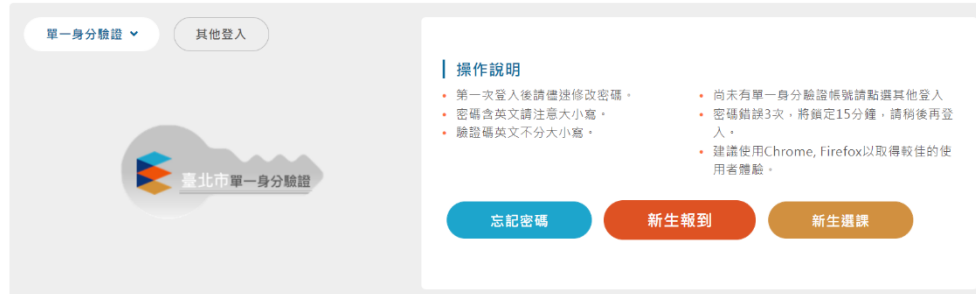 單一身分驗證
其他登入
臺北市單一身分驗證
操作說明
第一次登入後請儘速修改密碼。
密碼含英文請注意大小寫。
驗證碼英文不分大小寫。
尚未有單一身分驗證帳號請點選其他登入
密碼錯誤3次，將鎖定15分鐘，請稍後再登
入。
建議使用Chrome, Firefox以取得較佳的使
用者體驗。
忘記密碼
新生報到
新生選課